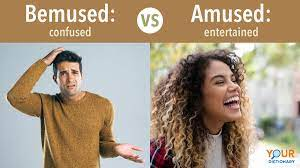 Bemused:
confused
VS
Amused:
entertained
YOUR
DICTIONARY